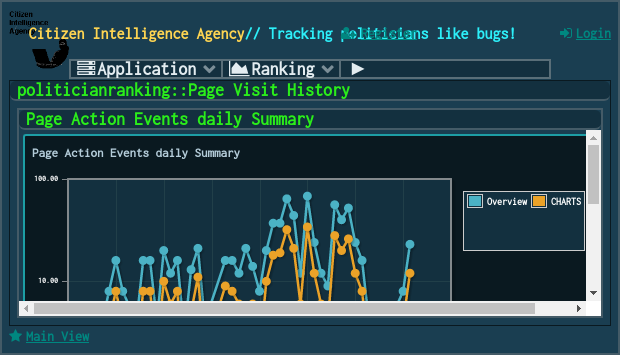 Citizen
Intelligence
Agency
Citizen Intelligence Agency// Tracking politicians like bugs!
Register
Login
Application
Ranking
politicianranking::Page Visit History
Page Action Events daily Summary
Page Action Events daily Summary
100.00
Overview
CHARTS
10.00
Main View